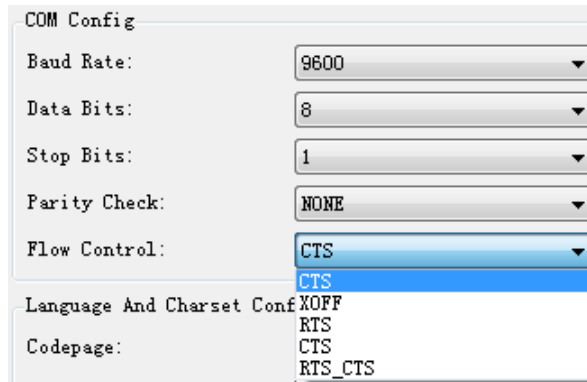 COM Config
Baud Rate: 9600
Data Bits: 8
Stop Bits: 1
Parity Check: NONE
Flow Control: CTS
CTS
Language And Charset Conf XOFF
RTS
Codepage: CTS
RTS_CTS